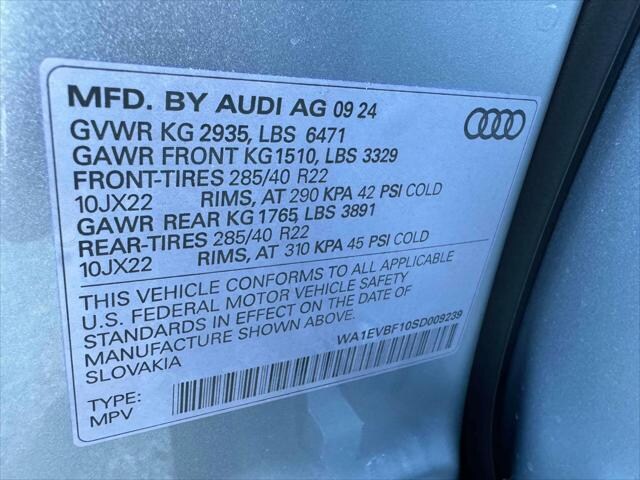 MFD. BY AUDI AG 09 24
GVWR KG 2935, LBS 6471
GAWR FRONT KG 1510, LBS 3329
FRONT-TIRES 285/40 R22
10JX22 RIMS, AT 290 KPA 42 PSI COLD
GAWR REAR KG 1765, LBS 3891
REAR-TIRES 285/40 R22
10JX22 RIMS, AT 310 KPA 45 PSI COLD
THIS VEHICLE CONFORMS TO ALL APPLICABLE
U.S. FEDERAL MOTOR VEHICLE SAFETY
STANDARDS IN EFFECT ON THE DATE OF
MANUFACTURE SHOWN ABOVE.
SLOVAKIA
WA1EVBF10SD009239
TYPE:
MPV